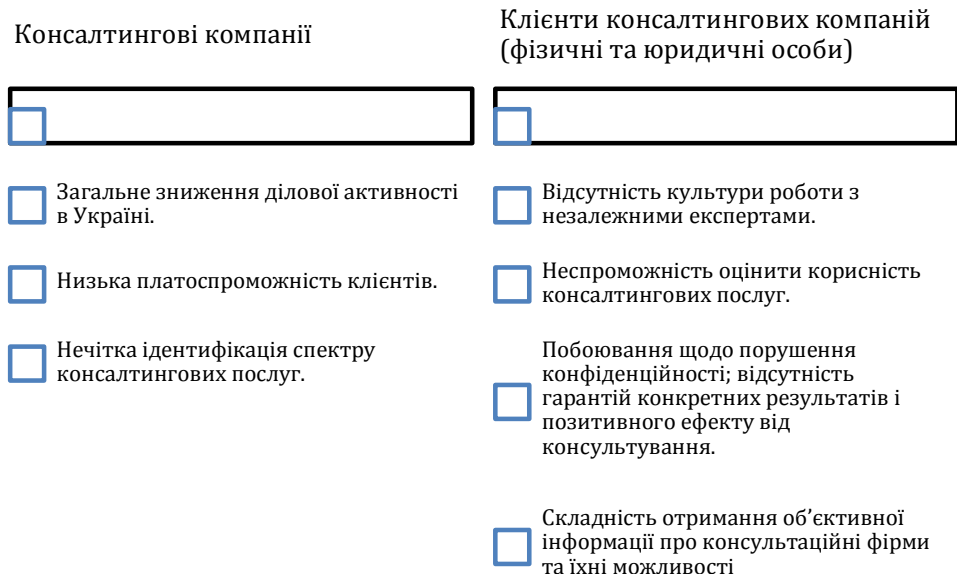 Консалтингові компанії
Загальне зниження ділової активності
в Україні.
Низька платоспроможність клієнтів.
Нечітка ідентифікація спектру
консалтингових послуг.
Клієнти консалтингових компаній
(фізичні та юридичні особи)
Відсутність культури роботи з
незалежними експертами.
Неспроможність оцінити корисність
консалтингових послуг.
Побоювання щодо порушення
конфіденційності; відсутність
гарантій конкретних результатів і
позитивного ефекту від
консультування.
Складність отримання об’єктивної
інформації про консультаційні фірми
та їхні можливості